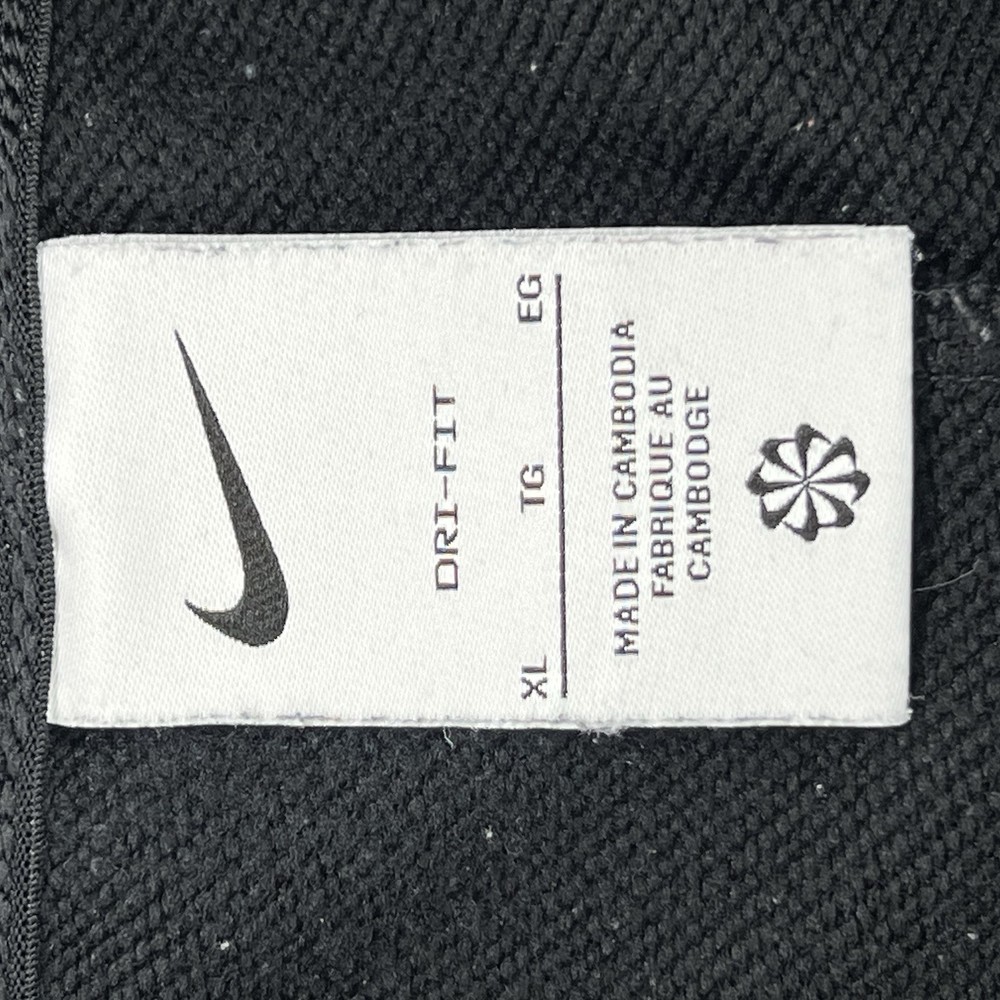 DRI-FIT
XL TG EG
MADE IN CAMBODIA
FABRIQUE AU
CAMBODGE